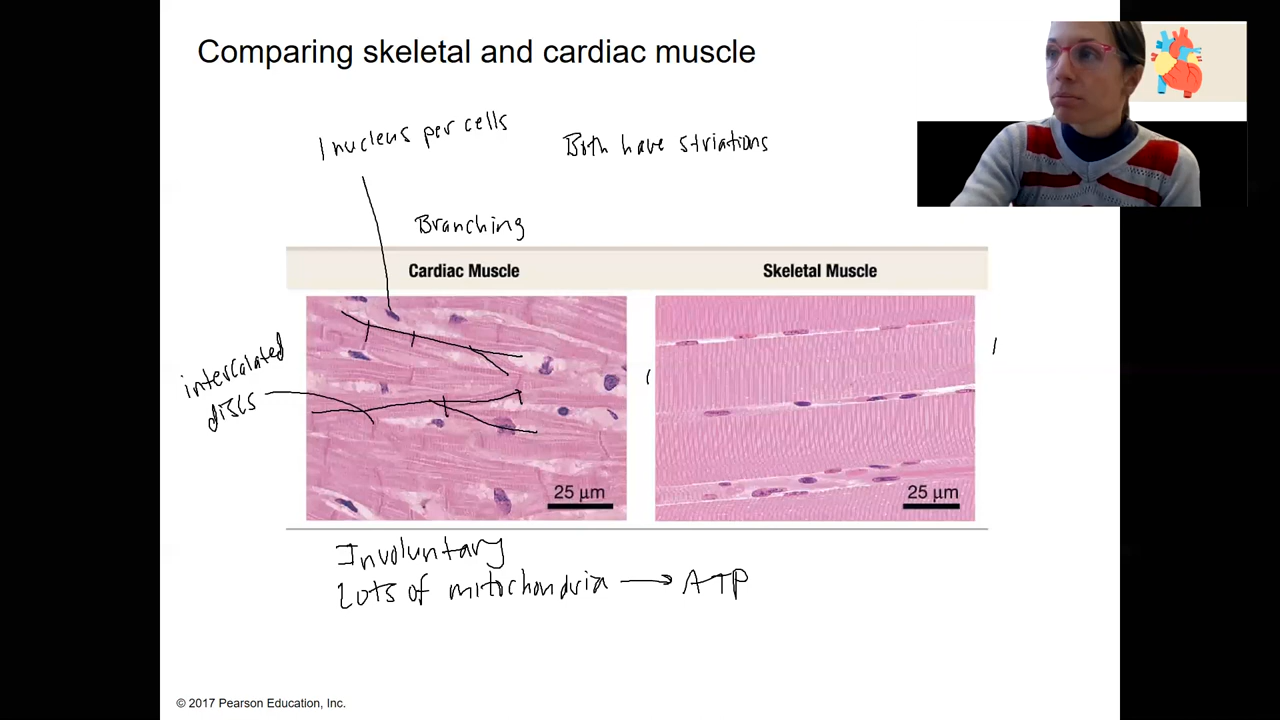 Comparing skeletal and cardiac muscle
1 nucleus per cells
Both have striations
Branching
Cardiac Muscle
Skeletal Muscle
intercalated
discs
25 µm
25 µm
Involuntary
Lots of mitochondria → ATP
© 2017 Pearson Education, Inc.